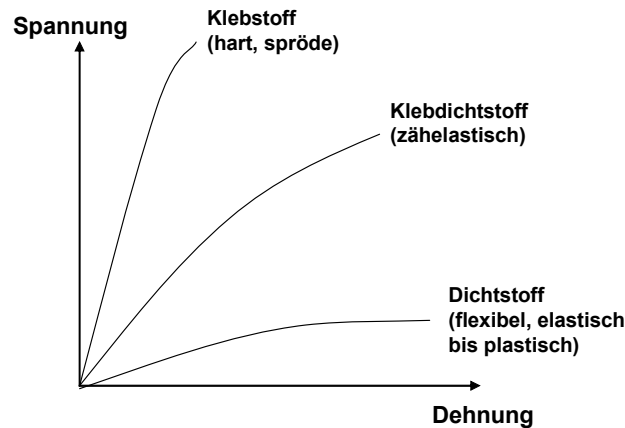 Spannung
Klebstoff
(hart, spröde)
Klebdichtstoff
(zähelastisch)
Dichtstoff
(flexibel, elastisch
bis plastisch)
Dehnung